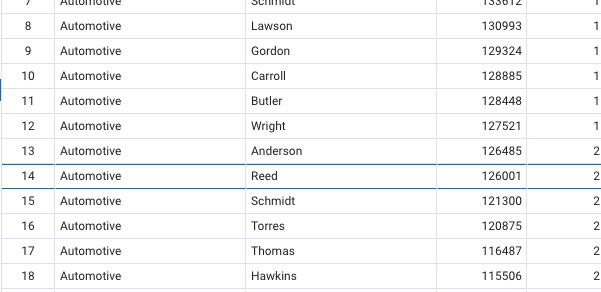 7 Automotive Schmidt 133612 1
8 Automotive Lawson 130993 1
9 Automotive Gordon 129324 1
10 Automotive Carroll 128885 1
11 Automotive Butler 128448 1
12 Automotive Wright 127521 1
13 Automotive Anderson 126485 2
14 Automotive Reed 126001 2
15 Automotive Schmidt 121300 2
16 Automotive Torres 120875 2
17 Automotive Thomas 116487 2
18 Automotive Hawkins 115506 2